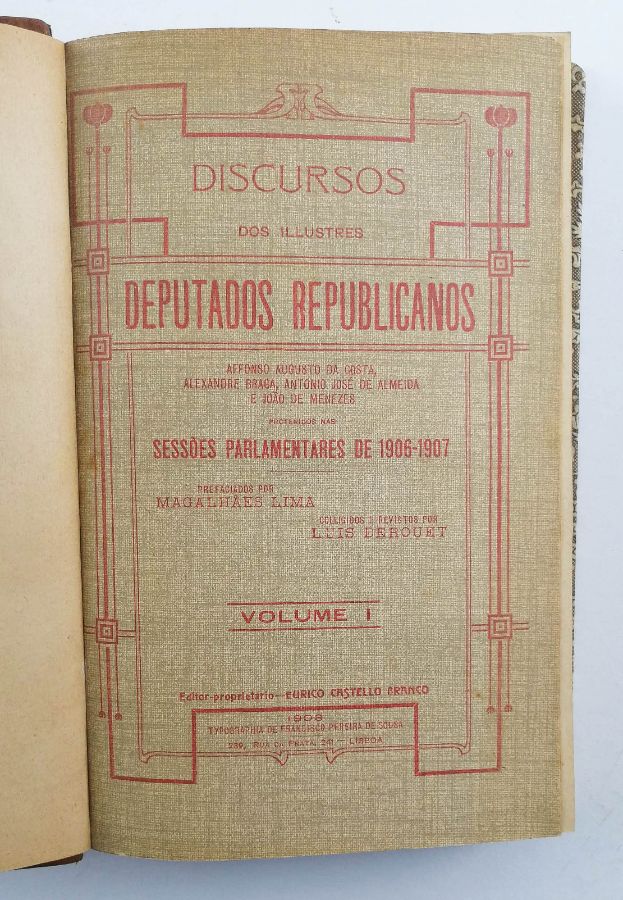 DISCURSOS
DOS ILLUSTRES
DEPUTADOS REPUBLICANOS
AFFONSO AUGUSTO DA COSTA,
ALEXANDRE BRAGA, ANTONIO JOSÉ DE ALMEIDA
E JOÃO DE MENEZES
PROFERIDOS NAS
SESSÕES PARLAMENTARES DE 1906-1907
PREFACIADOS POR
MAGALHÃES LIMA
COLLIGIDOS E REVISTOS POR
LUIS DEROUET
VOLUME I
Editor-proprietario- EURICO CASTELLO BRANCO
1908
TYPOGRAPHIA DE FRANCISCO PEREIRA DE SOUSA
239, RUA DA PRATA, 241 — LISBOA